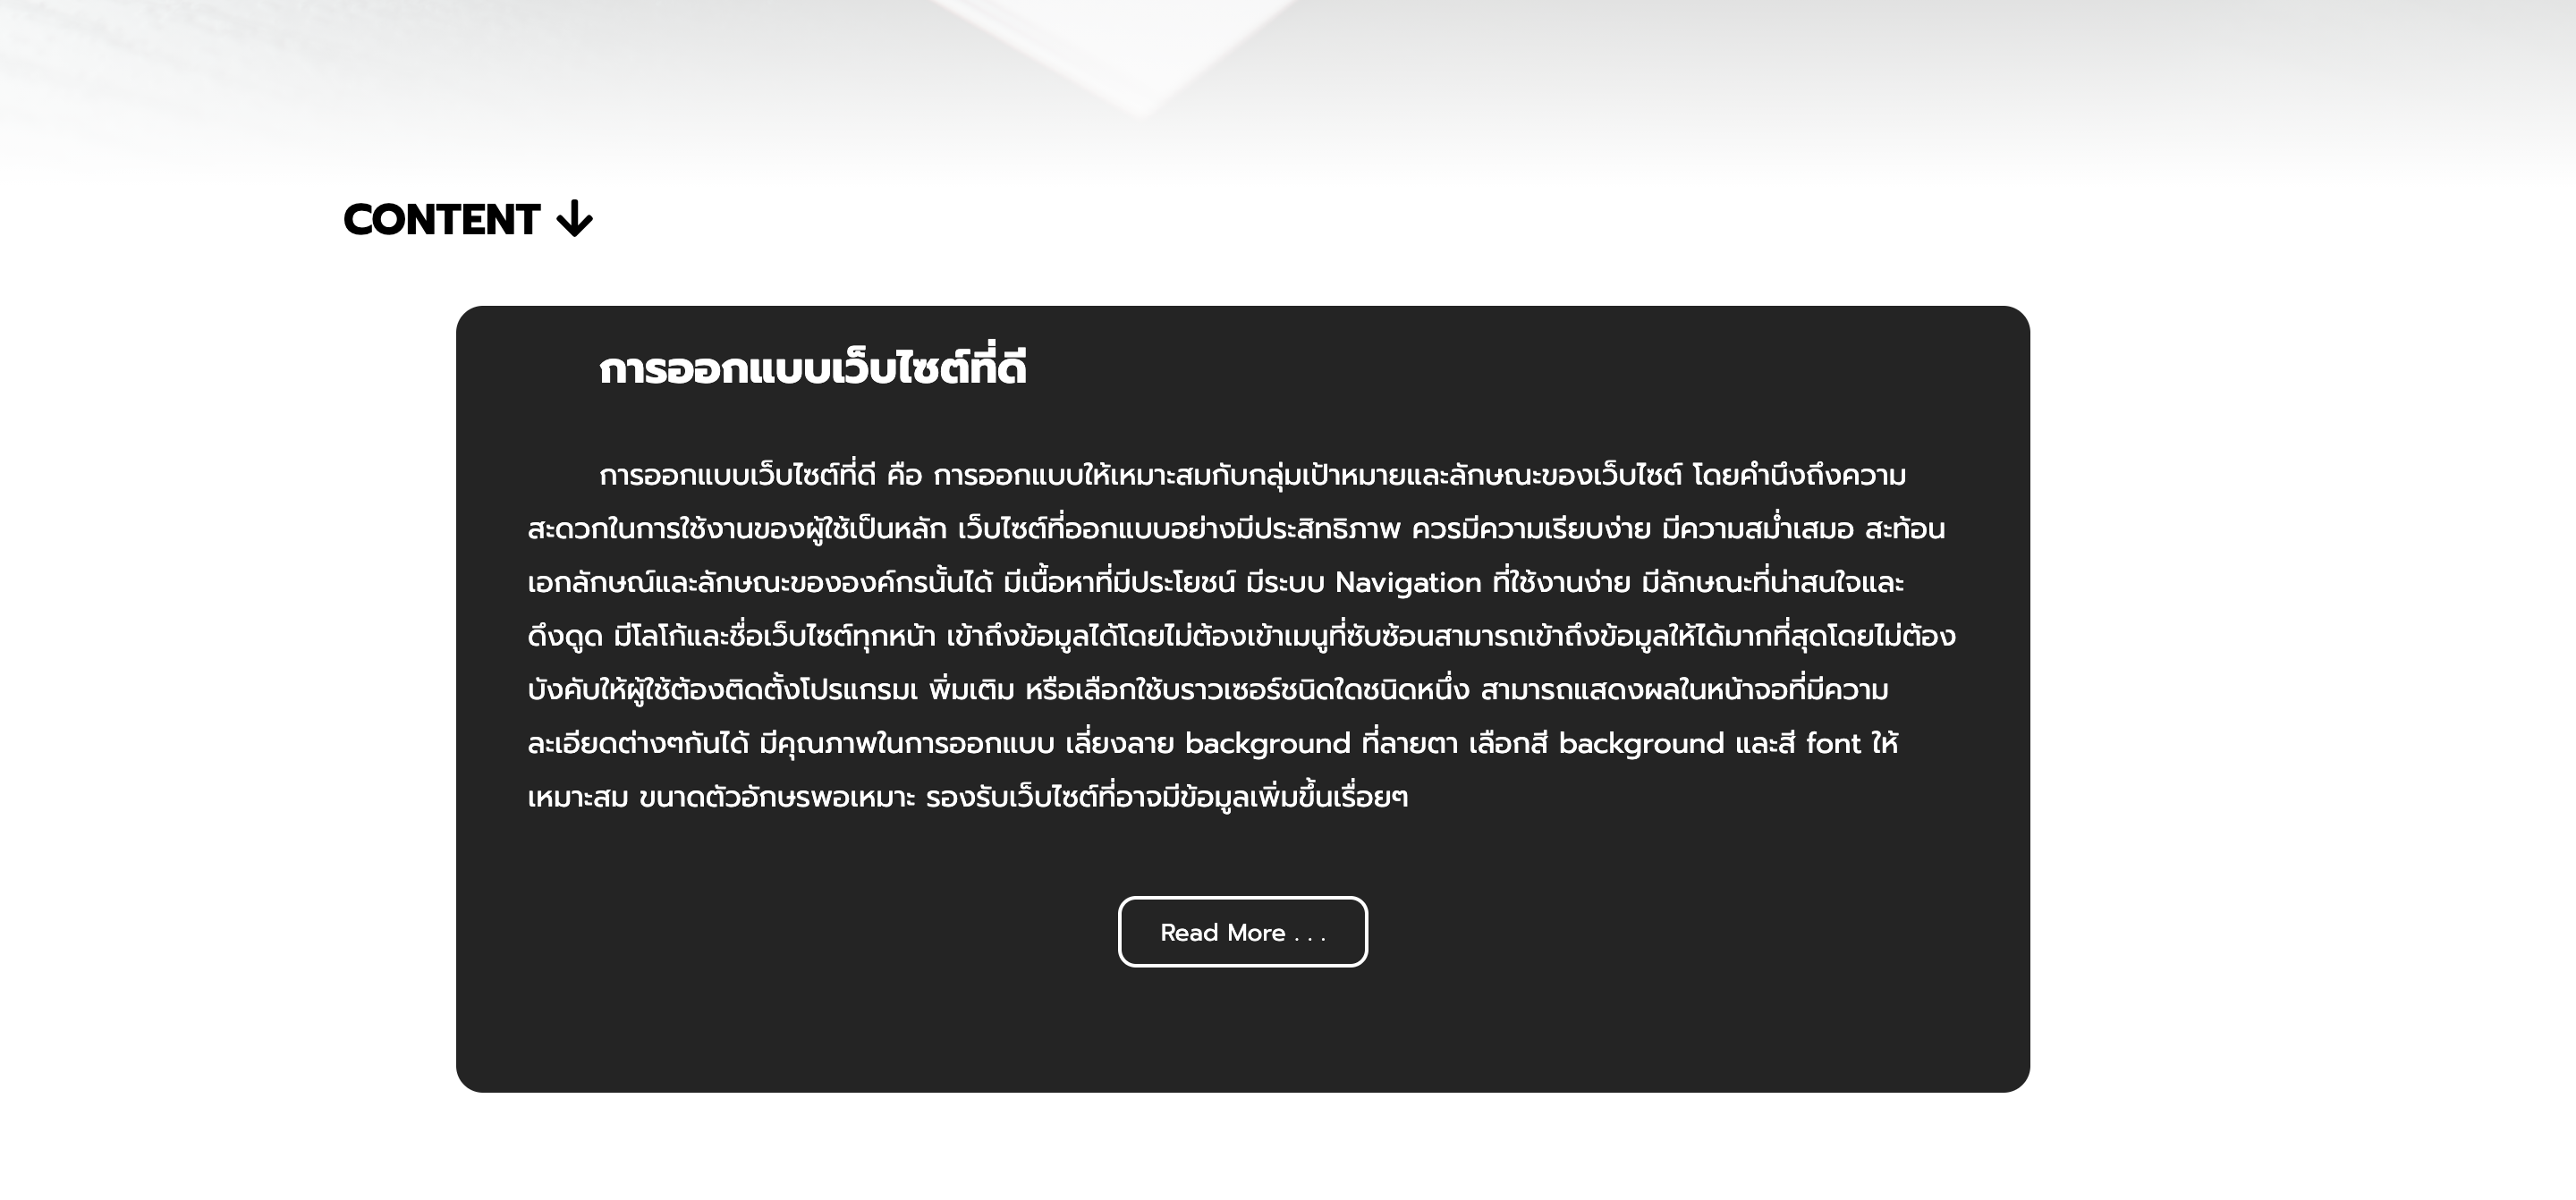 CONTENT ↓
การออกแบบเว็บไซต์ที่ดี
การออกแบบเว็บไซต์ที่ดี คือ การออกแบบให้เหมาะสมกับกลุ่มเป้าหมายและลักษณะของเว็บไซต์ โดยคำนึงถึงความ
สะดวกในการใช้งานของผู้ใช้เป็นหลัก เว็บไซต์ที่ออกแบบอย่างมีประสิทธิภาพ ควรมีความเรียบง่าย มีความสม่ำเสมอ สะท้อน
เอกลักษณ์และลักษณะขององค์กรนั้นได้ มีเนื้อหาที่มีประโยชน์ มีระบบ Navigation ที่ใช้งานง่าย มีลักษณะที่น่าสนใจและ
ดึงดูด มีโลโก้และชื่อเว็บไซต์ทุกหน้า เข้าถึงข้อมูลได้โดยไม่ต้องเข้าเมนูที่ซับซ้อนสามารถเข้าถึงข้อมูลให้ได้มากที่สุดโดยไม่ต้อง
บังคับให้ผู้ใช้ต้องติดตั้งโปรแกรมเ พิ่มเติม หรือเลือกใช้บราวเซอร์ชนิดใดชนิดหนึ่ง สามารถแสดงผลในหน้าจอที่มีความ
ละเอียดต่างๆกันได้ มีคุณภาพในการออกแบบ เลี่ยงลาย background ที่ลายตา เลือกสี background และสี font ให้
เหมาะสม ขนาดตัวอักษรพอเหมาะ รองรับเว็บไซต์ที่อาจมีข้อมูลเพิ่มขึ้นเรื่อยๆ
Read More . . .